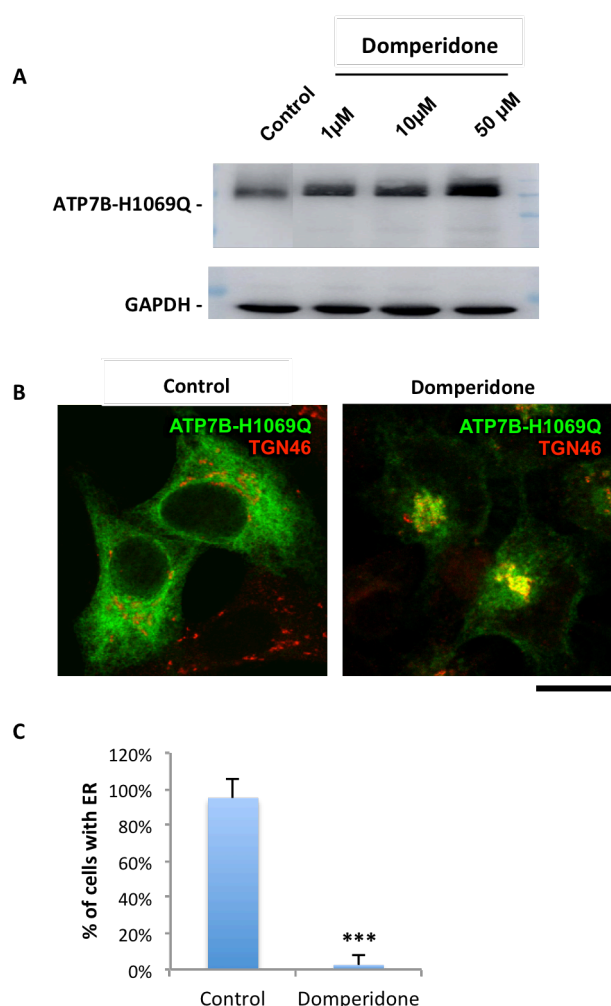 Domperidone
A
Control
1µM
10µM
50 µM
ATP7B-H1069Q -
GAPDH -
B
Control
Domperidone
ATP7B-H1069Q
TGN46
ATP7B-H1069Q
TGN46
C
120%
100%
80%
60%
40%
20%
0%
% of cells with ER
***
Control
Domperidone